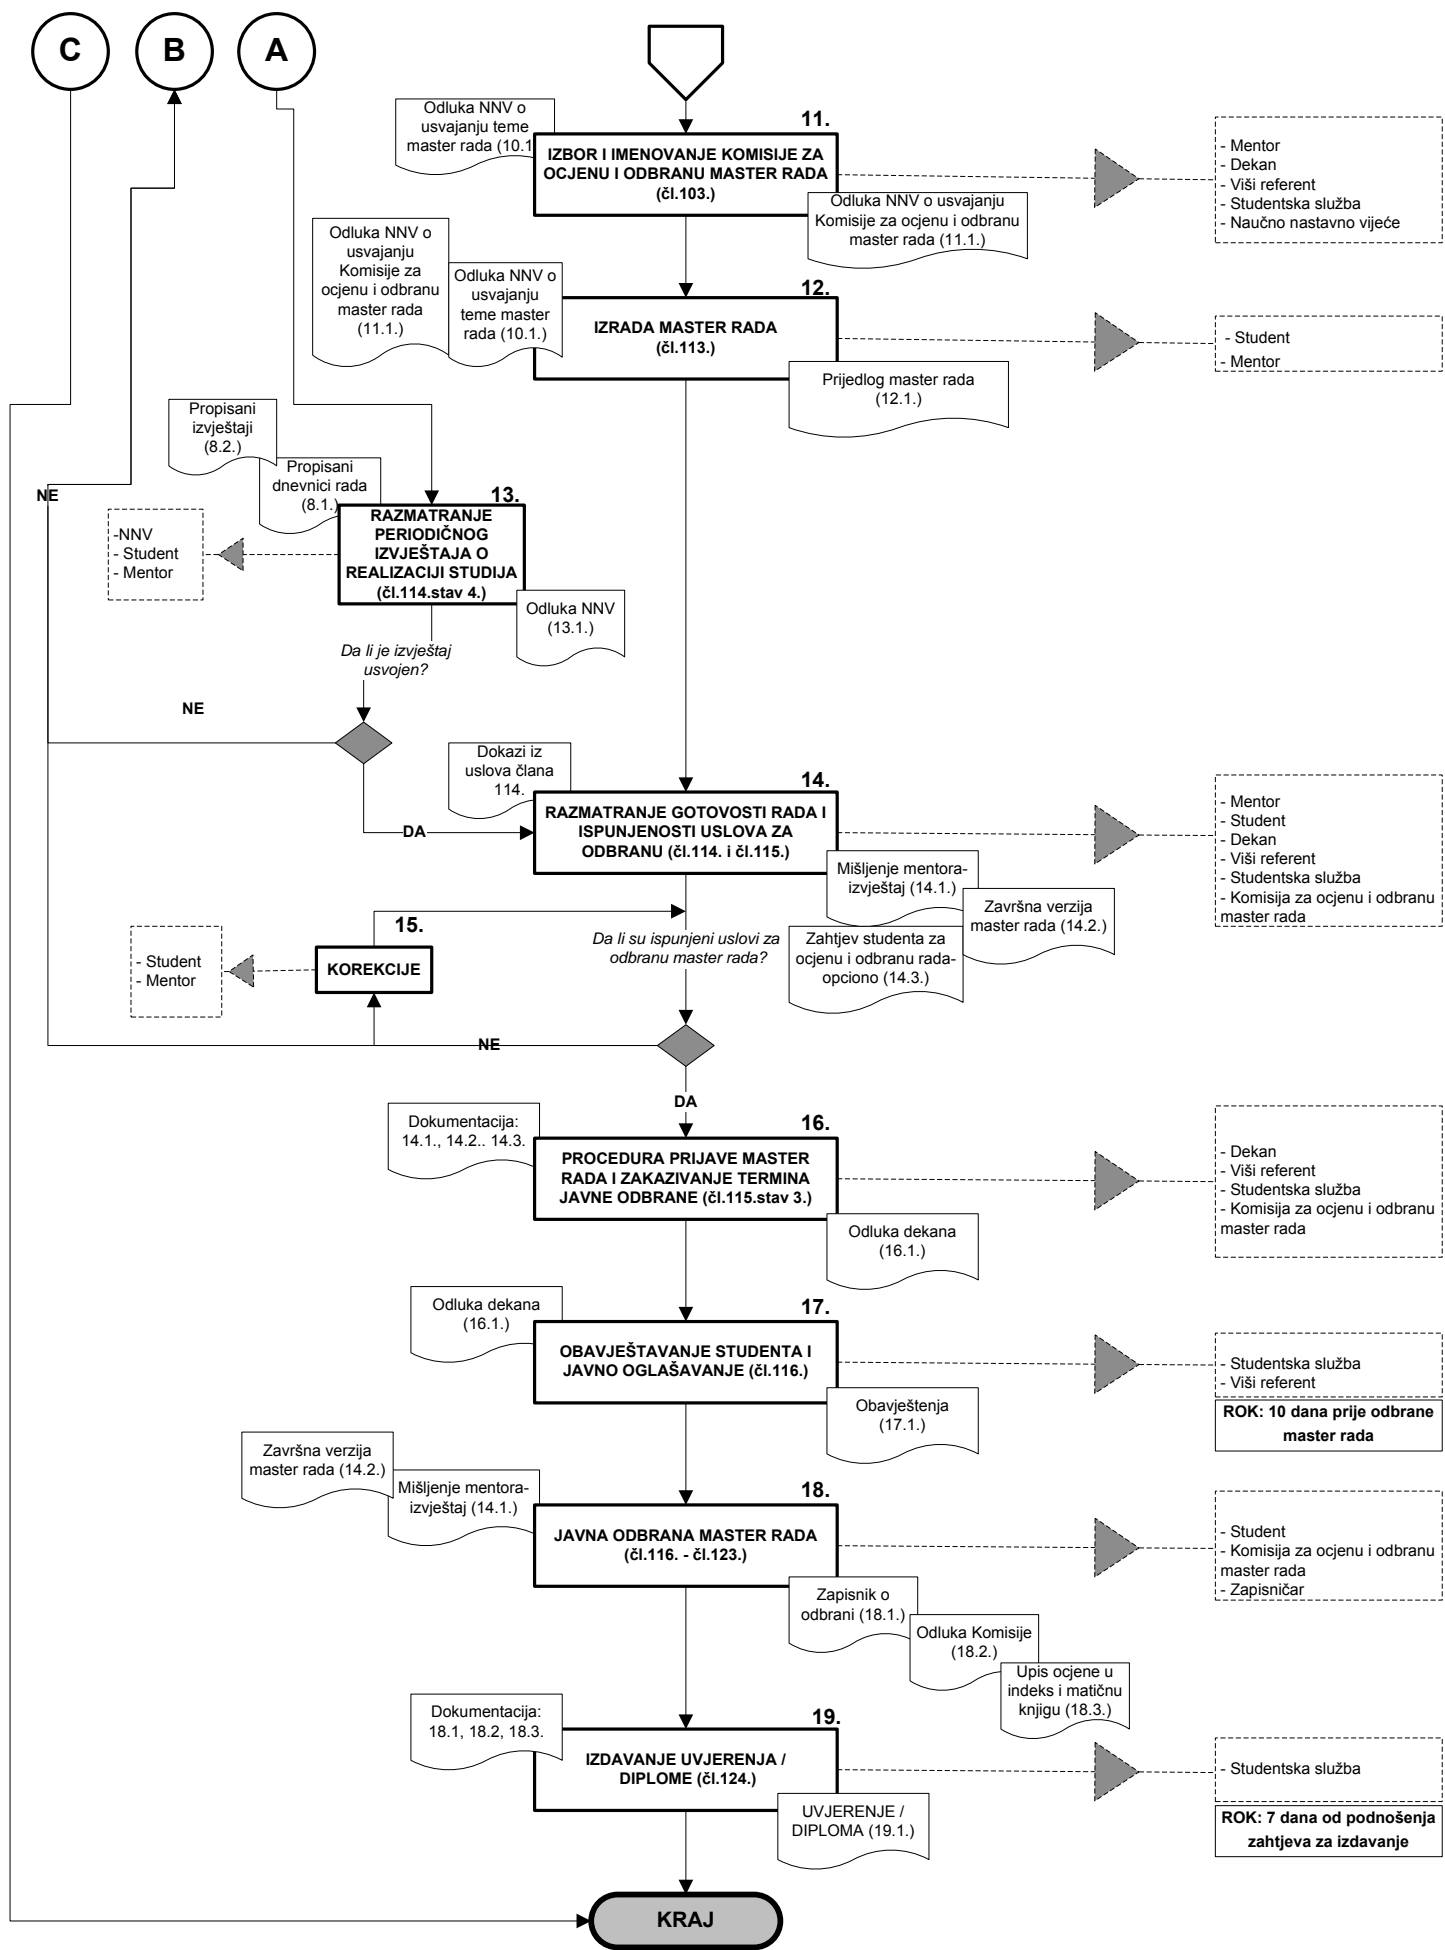 C
B
A
Odluka NNV o
usvajanju teme
master rada (10.1
11.
IZBOR I IMENOVANJE KOMISIJE ZA
OCJENU I ODBRANU MASTER RADA
(čl.103.)
Odluka NNV o usvajanju
Komisije za ocjenu i odbranu
master rada (11.1.)
- Mentor
- Dekan
- Viši referent
- Studentska služba
- Naučno nastavno vijeće
Odluka NNV o
usvajanju
Komisije za
ocjenu i odbranu
master rada
(11.1.)
Odluka NNV o
usvajanju
teme master
rada (10.1.)
12.
IZRADA MASTER RADA
(čl.113.)
Prijedlog master rada
(12.1.)
- Student
- Mentor
Propisani
izvještaji
(8.2.)
Propisani
dnevnici rada
(8.1.)
NE
13.
RAZMATRANJE
PERIODIČNOG
IZVJEŠTAJA O
REALIZACIJI STUDIJA
(čl.114.stav 4.)
-NNV
- Student
- Mentor
Odluka NNV
(13.1.)
Da li je izvještaj
usvojen?
NE
DA
Dokazi iz
uslova člana
114.
14.
RAZMATRANJE GOTOVOSTI RADA I
ISPUNJENOSTI USLOVA ZA
ODBRANU (čl.114. i čl.115.)
Mišljenje mentora-
izvještaj (14.1.)
Završna verzija
master rada (14.2.)
Zahtjev studenta za
ocjenu i odbranu rada-
opciono (14.3.)
- Mentor
- Student
- Dekan
- Viši referent
- Studentska služba
- Komisija za ocjenu i odbranu
master rada
15.
KOREKCIJE
- Student
- Mentor
Da li su ispunjeni uslovi za
odbranu master rada?
NE
DA
Dokumentacija:
14.1., 14.2.. 14.3.
16.
PROCEDURA PRIJAVE MASTER
RADA I ZAKAZIVANJE TERMINA
JAVNE ODBRANE (čl.115.stav 3.)
Odluka dekana
(16.1.)
- Dekan
- Viši referent
- Studentska služba
- Komisija za ocjenu i odbranu
master rada
Odluka dekana
(16.1.)
17.
OBAVJEŠTAVANJE STUDENTA I
JAVNO OGLAŠAVANJE (čl.116.)
Obavještenja
(17.1.)
- Studentska služba
- Viši referent
ROK: 10 dana prije odbrane
master rada
Završna verzija
master rada (14.2.)
Mišljenje mentora-
izvještaj (14.1.)
18.
JAVNA ODBRANA MASTER RADA
(čl.116. - čl.123.)
Zapisnik o
odbrani (18.1.)
Odluka Komisije
(18.2.)
Upis ocjene u
indeks i matičnu
knjigu (18.3.)
- Student
- Komisija za ocjenu i odbranu
master rada
- Zapisničar
Dokumentacija:
18.1, 18.2, 18.3.
19.
IZDAVANJE UVJERENJA /
DIPLOME (čl.124.)
UVJERENJE /
DIPLOMA (19.1.)
- Studentska služba
ROK: 7 dana od podnošenja
zahtjeva za izdavanje
KRAJ